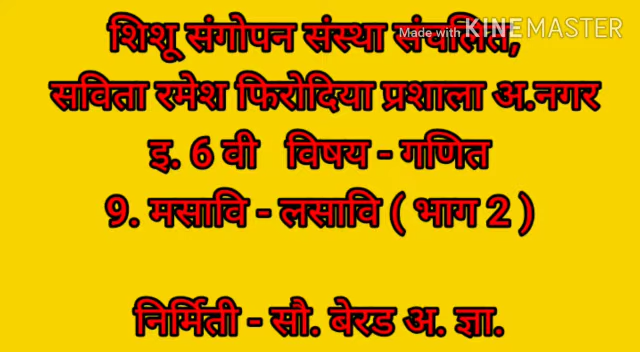 Made with KINEMASTER
शिशू संगोपन संस्था संचलित,
सविता रमेश फिरोदिया प्रशाला अ.नगर
इ. 6 वी विषय - गणित
9. मसावि - लसावि ( भाग 2 )
निर्मिती - सौ. बेरड अ. ज्ञा.